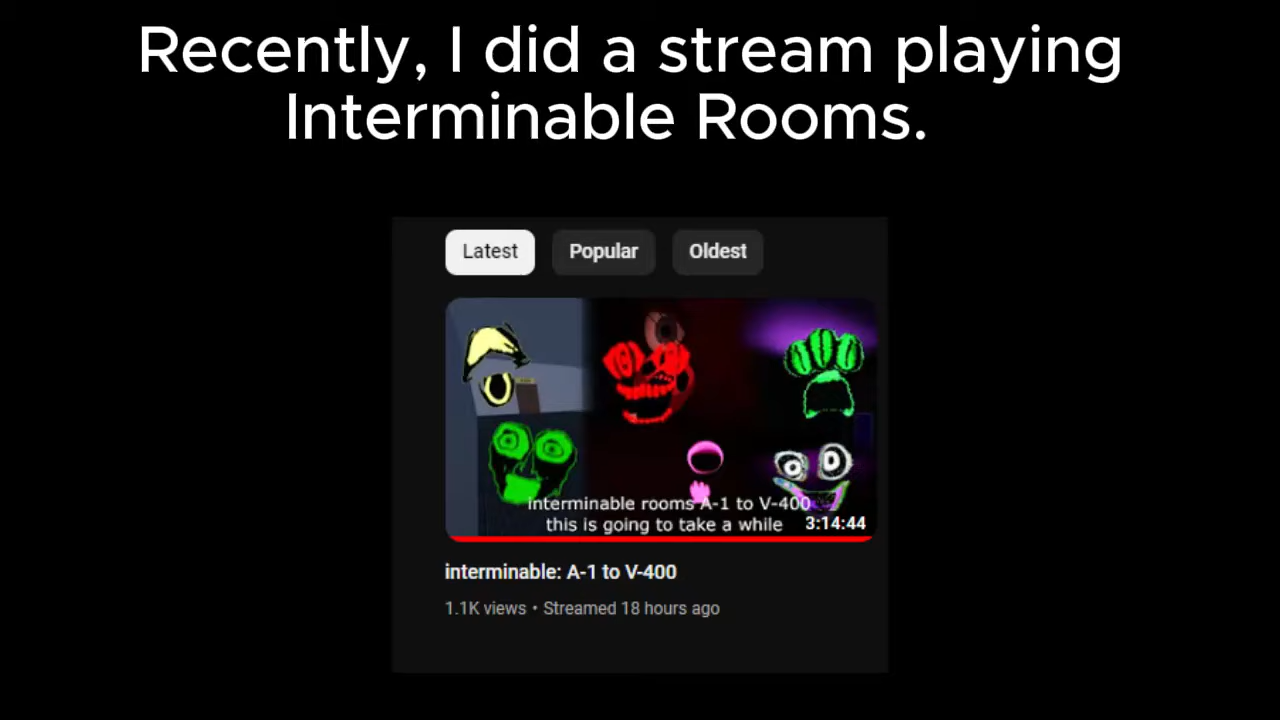 Recently, I did a stream playing
Interminable Rooms.
Latest Popular Oldest
interminable rooms A-1 to V-400
this is going to take a while
3:14:44
interminable: A-1 to V-400
1.1K views • Streamed 18 hours ago